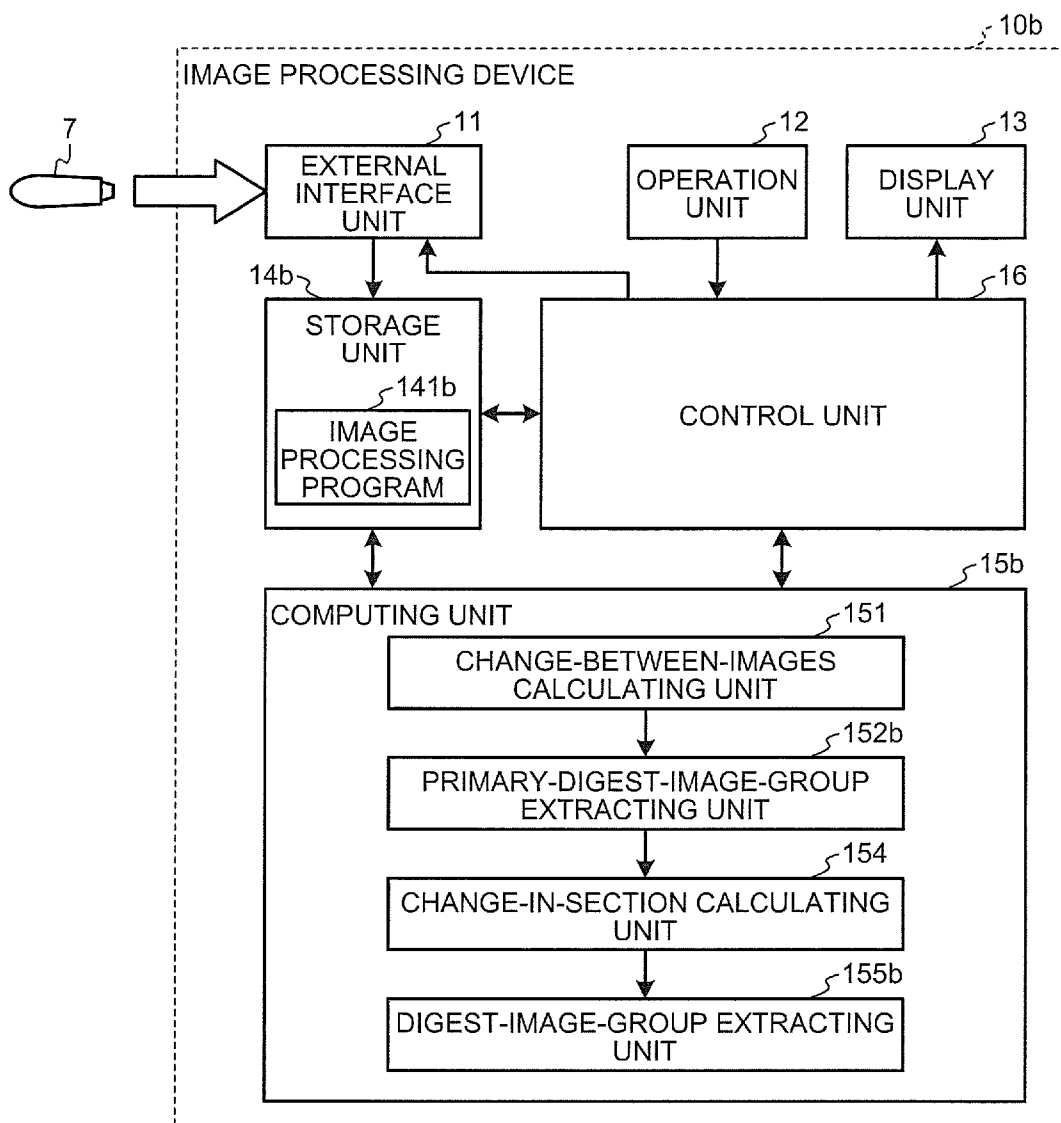 10b
IMAGE PROCESSING DEVICE
7
11
EXTERNAL
INTERFACE
UNIT
12
OPERATION
UNIT
13
DISPLAY
UNIT
14b
STORAGE
UNIT
141b
IMAGE
PROCESSING
PROGRAM
16
CONTROL UNIT
15b
COMPUTING UNIT
151
CHANGE-BETWEEN-IMAGES
CALCULATING UNIT
152b
PRIMARY-DIGEST-IMAGE-GROUP
EXTRACTING UNIT
154
CHANGE-IN-SECTION CALCULATING
UNIT
155b
DIGEST-IMAGE-GROUP EXTRACTING
UNIT